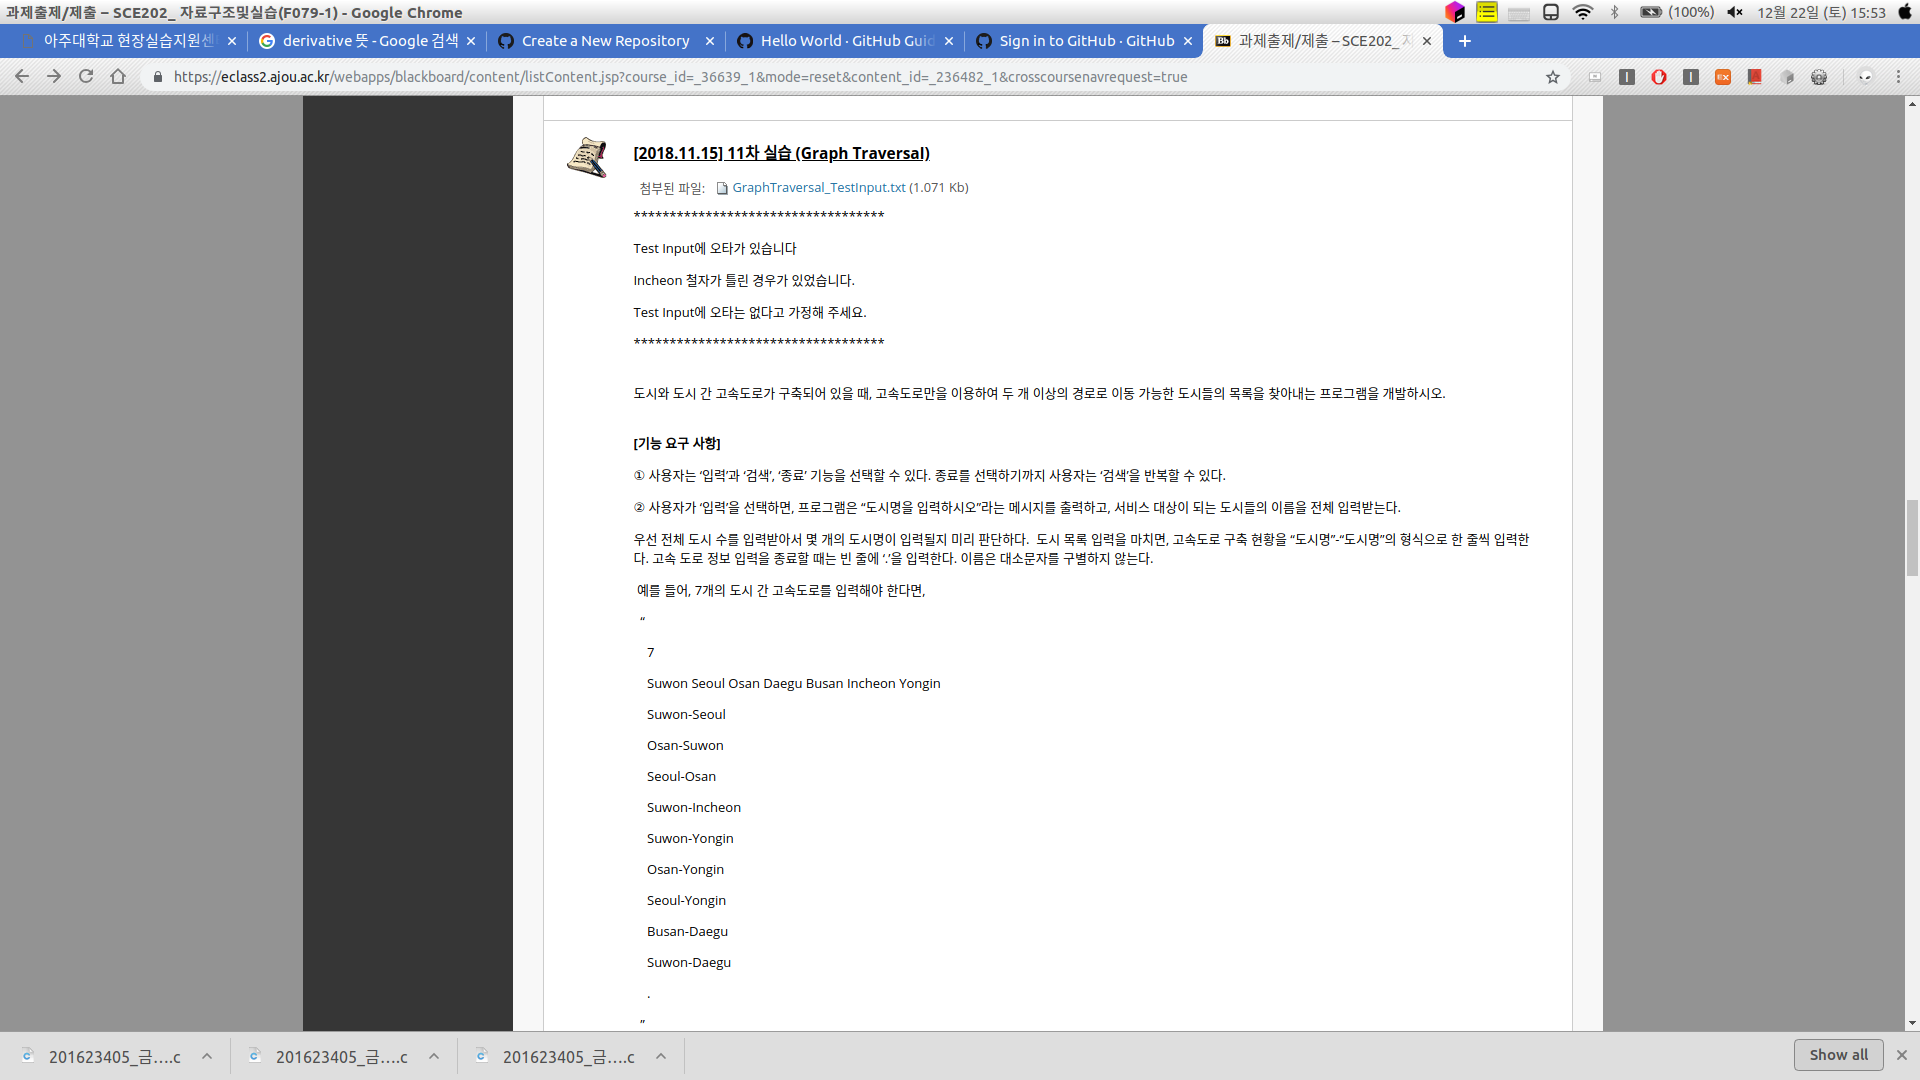 과제출제/제출 – SCE202_ 자료구조및실습(F079-1) - Google Chrome
(100%)
12월 22일 (토) 15:53
아주대학교 현장실습지원센
derivative 뜻 - Google 검색
Create a New Repository
Hello World · GitHub Guid
Sign in to GitHub · GitHub
과제출제/제출 – SCE202_
https://eclass2.ajou.ac.kr/webapps/blackboard/content/listContent.jsp?course_id=_36639_1&mode=reset&content_id=_236482_1&crosscoursenavrequest=true
[2018.11.15] 11차 실습 (Graph Traversal)
첨부된 파일: GraphTraversal_TestInput.txt (1.071 Kb)
***********************************
Test Input에 오타가 있습니다
Incheon 철자가 틀린 경우가 있었습니다.
Test Input에 오타는 없다고 가정해 주세요.
***********************************
도시와 도시 간 고속도로가 구축되어 있을 때, 고속도로만을 이용하여 두 개 이상의 경로로 이동 가능한 도시들의 목록을 찾아내는 프로그램을 개발하시오.
[기능 요구 사항]
① 사용자는 ‘입력’과 ‘검색’, ‘종료’ 기능을 선택할 수 있다. 종료를 선택하기까지 사용자는 ‘검색’을 반복할 수 있다.
② 사용자가 ‘입력’을 선택하면, 프로그램은 “도시명을 입력하시오”라는 메시지를 출력하고, 서비스 대상이 되는 도시들의 이름을 전체 입력받는다.
우선 전체 도시 수를 입력받아서 몇 개의 도시명이 입력될지 미리 판단하다.  도시 목록 입력을 마치면, 고속도로 구축 현황을 “도시명”-“도시명”의 형식으로 한 줄씩 입력한
다. 고속 도로 정보 입력을 종료할 때는 빈 줄에 ‘.’을 입력한다. 이름은 대소문자를 구별하지 않는다.
예를 들어, 7개의 도시 간 고속도로를 입력해야 한다면,
“
7
Suwon Seoul Osan Daegu Busan Incheon Yongin
Suwon-Seoul
Osan-Suwon
Seoul-Osan
Suwon-Incheon
Suwon-Yongin
Osan-Yongin
Seoul-Yongin
Busan-Daegu
Suwon-Daegu
.
”
201623405_금....c
201623405_금....c
201623405_금....c
Show all